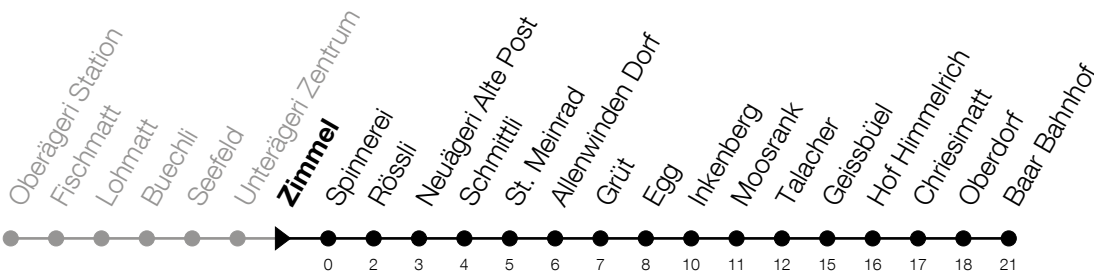 Oberägeri Station
Fischmatt
Lohmatt
Buechli
Seefeld
Unterägeri Zentrum
Zimmel
Spinnerei
Rössli
Neuägeri Alte Post
Schmittli
St. Meinrad
Allenwinden Dorf
Grüt
Egg
Inkenberg
Moosrank
Talacher
Geissbüel
Hof Himmelrich
Chriesimatt
Oberdorf
Baar Bahnhof
0 2 3 4 5 6 7 8 10 11 12 15 16 17 18 21